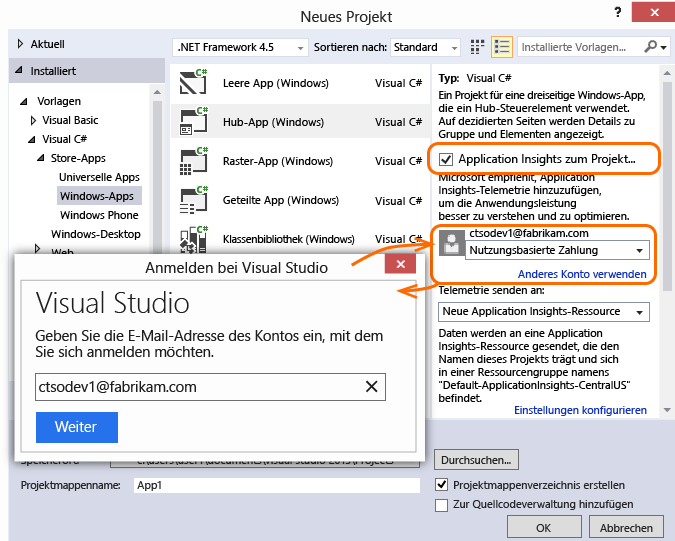 Neues Projekt
?
Aktuell
.NET Framework 4.5
Sortieren nach:
Standard
Installierte Vorlagen...
Installiert
Vorlagen
Visual Basic
Visual C#
Store-Apps
Universelle Apps
Windows-Apps
Windows Phone
Windows-Desktop
Web
C#
Leere App (Windows)
Visual C#
C#
Hub-App (Windows)
Visual C#
C#
Raster-App (Windows)
Visual C#
C#
Geteilte App (Windows)
Visual C#
C#
Klassenbibliothek (Windows)
Visual C#
Typ: Visual C#
Ein Projekt für eine dreiseitige Windows-App,
die ein Hub-Steuerelement verwendet.
Auf dezidierten Seiten werden Details zu
Gruppe und Elementen angezeigt.
Application Insights zum Projekt...
Microsoft empfiehlt, Application
Insights-Telemetrie hinzuzufügen,
um die Anwendungsleistung
besser zu verstehen und zu optimieren.
ctsodev1@fabrikam.com
Nutzungsbasierte Zahlung
Anderes Konto verwenden
Telemetrie senden an:
Neue Application Insights-Ressource
Daten werden an eine Application
Insights-Ressource gesendet, die den
Namen dieses Projekts trägt und sich
in einer Ressourcengruppe namens
"Default-ApplicationInsights-CentralUS"
befindet.
Einstellungen konfigurieren
Anmelden bei Visual Studio
Visual Studio
Geben Sie die E-Mail-Adresse des Kontos ein, mit dem
Sie sich anmelden möchten.
ctsodev1@fabrikam.com
Weiter
Durchsuchen...
Projektmappenname:
App1
Projektmappenverzeichnis erstellen
Zur Quellcodeverwaltung hinzufügen
OK
Abbrechen